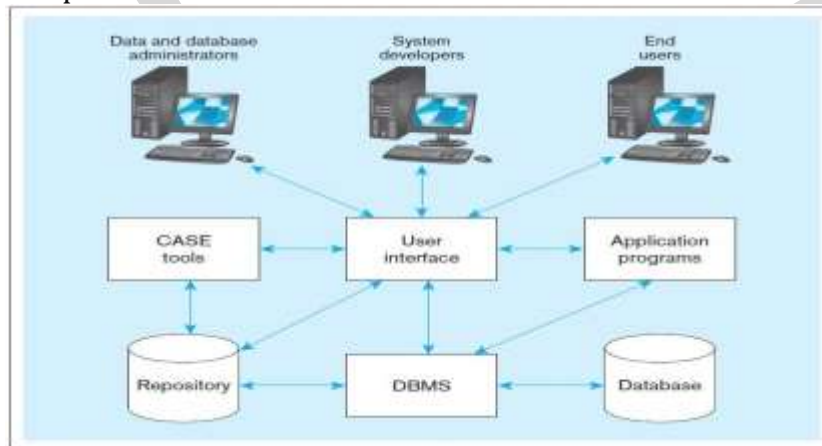 Data and database
administrators
System
developers
End
users
CASE
tools
User
interface
Application
programs
Repository
DBMS
Database